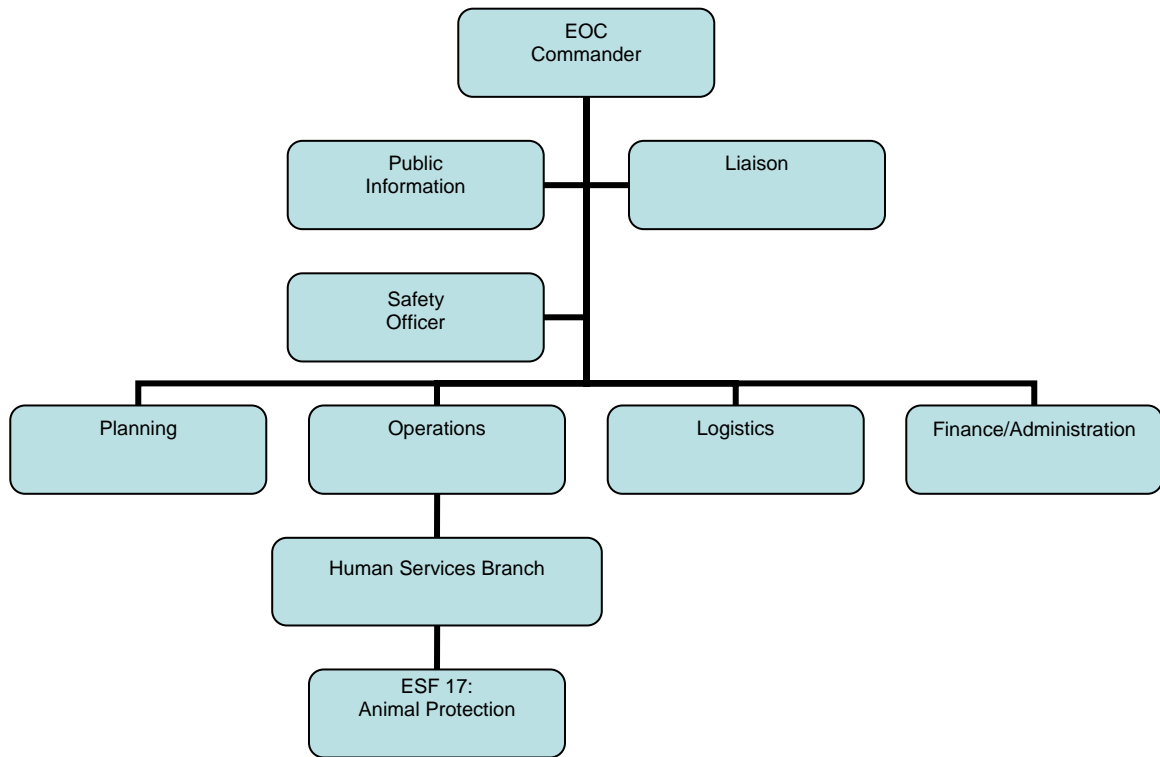 EOC
Commander
Public
Information
Liaison
Safety
Officer
Planning
Operations
Logistics
Finance/Administration
Human Services Branch
ESF 17:
Animal Protection